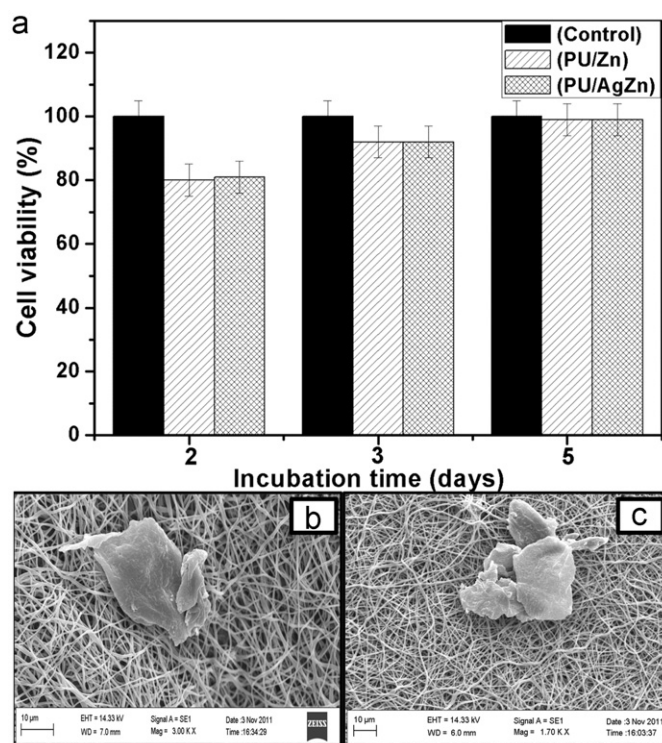 a
(Control)
(PU/Zn)
(PU/AgZn)
Cell viability (%)
120
100
80
60
40
20
0
2
3
5
Incubation time (days)
b
10 µm
EHT = 14.33 kV
Signal A = SE1
Date :3 Nov 2011
WD = 7.0 mm
Mag = 3.00 K X
Time :16:34:29
ZEISS
c
10 µm
EHT = 14.33 kV
Signal A = SE1
Date :3 Nov 2011
WD = 6.0 mm
Mag = 1.70 K X
Time :16:03:37